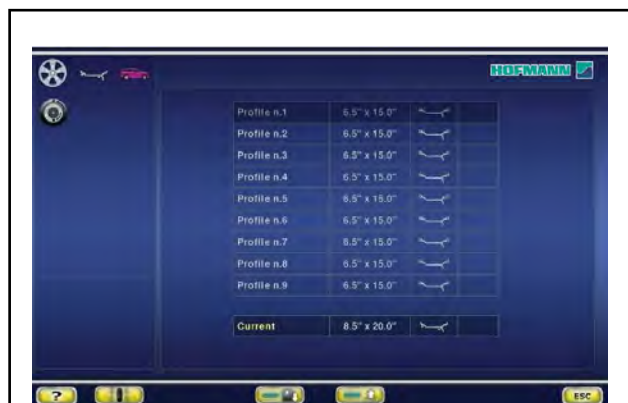 HOFMANN
Profile n.1 6.5" x 15.0"
Profile n.2 6.5" x 15.0"
Profile n.3 6.5" x 15.0"
Profile n.4 6.5" x 15.0"
Profile n.5 6.5" x 15.0"
Profile n.6 6.5" x 15.0"
Profile n.7 6.5" x 15.0"
Profile n.8 6.5" x 15.0"
Profile n.9 6.5" x 15.0"
Current 8.5" x 20.0"
? ESC